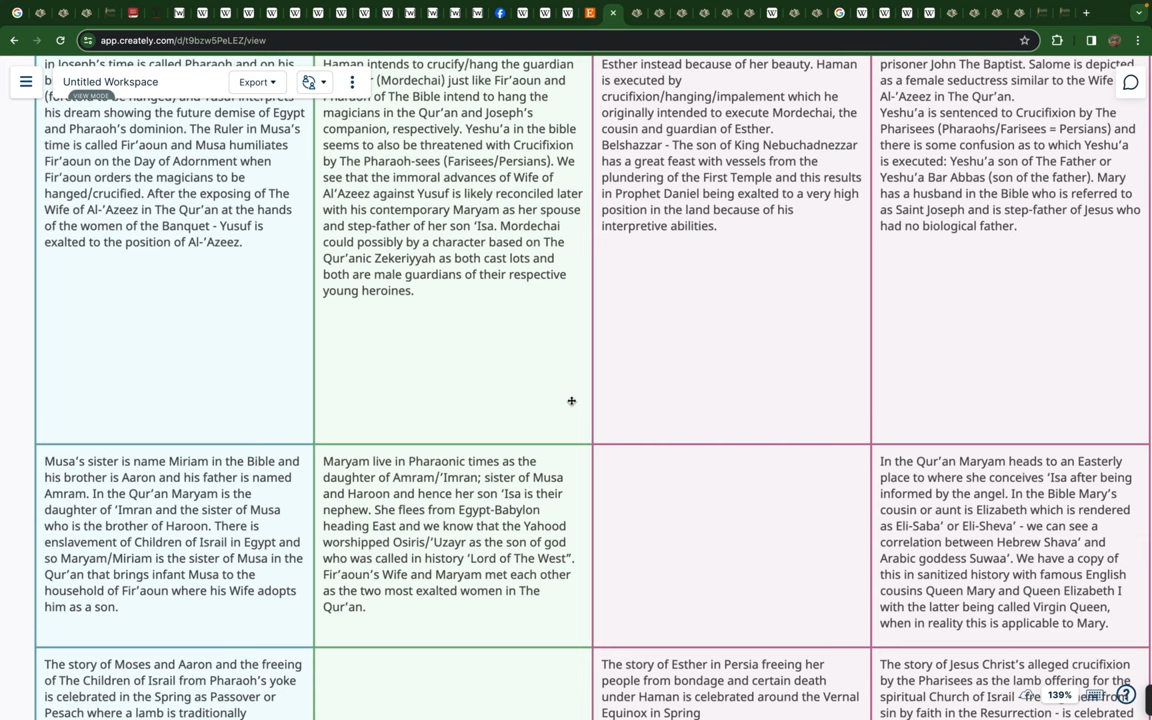 app.creately.com/d/t9bzw5PeLEZ/view
Untitled Workspace
VIEW MODE
Export
in Joseph's time is called Pharaoh and on his
his dream showing the future demise of Egypt
and Pharaoh's dominion. The Ruler in Musa's
time is called Fir'aoun and Musa humiliates
Fir'aoun on the Day of Adornment when
Fir'aoun orders the magicians to be
hanged/crucified. After the exposing of The
Wife of Al-'Azeez in The Qur'an at the hands
of the women of the Banquet - Yusuf is
exalted to the position of Al-'Azeez.
Haman intends to crucify/hang the guardian
(Mordechai) just like Fir'aoun and
Pharaoh of The Bible intend to hang the
magicians in the Qur'an and Joseph's
companion, respectively. Yeshu'a in the bible
seems to also be threatened with Crucifixion
by The Pharaoh-sees (Farisees/Persians). We
see that the immoral advances of Wife of
Al'Azeez against Yusuf is likely reconciled later
with his contemporary Maryam as her spouse
and step-father of her son 'Isa. Mordechai
could possibly by a character based on The
Qur'anic Zekeriyyah as both cast lots and
both are male guardians of their respective
young heroines.
Esther instead because of her beauty. Haman
is executed by
crucifixion/hanging/impalement which he
originally intended to execute Mordechai, the
cousin and guardian of Esther.
Belshazzar - The son of King Nebuchadnezzar
has a great feast with vessels from the
plundering of the First Temple and this results
in Prophet Daniel being exalted to a very high
position in the land because of his
interpretive abilities.
prisoner John The Baptist. Salome is depicted
as a female seductress similar to the Wife of
Al-'Azeez in The Qur'an.
Yeshu'a is sentenced to Crucifixion by The
Pharisees (Pharaohs/Farisees = Persians) and
there is some confusion as to which Yeshu'a
is executed: Yeshu'a son of The Father or
Yeshu'a Bar Abbas (son of the father). Mary
has a husband in the Bible who is referred to
as Saint Joseph and is step-father of Jesus who
had no biological father.
Musa's sister is name Miriam in the Bible and
his brother is Aaron and his father is named
Amram. In the Qur'an Maryam is the
daughter of 'Imran and the sister of Musa
who is the brother of Haroon. There is
enslavement of Children of Israil in Egypt and
so Maryam/Miriam is the sister of Musa in the
Qur'an that brings infant Musa to the
household of Fir'aoun where his Wife adopts
him as a son.
Maryam live in Pharaonic times as the
daughter of Amram/'Imran; sister of Musa
and Haroon and hence her son 'Isa is their
nephew. She flees from Egypt-Babylon
heading East and we know that the Yahood
worshipped Osiris/'Uzayr as the son of god
who was called in history 'Lord of The West".
Fir'aoun's Wife and Maryam met each other
as the two most exalted women in The
Qur'an.
In the Qur'an Maryam heads to an Easterly
place to where she conceives 'Isa after being
informed by the angel. In the Bible Mary's
cousin or aunt is Elizabeth which is rendered
as Eli-Saba' or Eli-Sheva' - we can see a
correlation between Hebrew Shava' and
Arabic goddess Suwaa'. We have a copy of
this in sanitized history with famous English
cousins Queen Mary and Queen Elizabeth I
with the latter being called Virgin Queen,
when in reality this is applicable to Mary.
The story of Moses and Aaron and the freeing
of The Children of Israil from Pharaoh's yoke
is celebrated in the Spring as Passover or
Pesach where a lamb is traditionally
The story of Esther in Persia freeing her
people from bondage and certain death
under Haman is celebrated around the Vernal
Equinox in Spring
The story of Jesus Christ's alleged crucifixion
by the Pharisees as the lamb offering for the
spiritual Church of Israil
sin by faith in the Resurrection - is celebrated
139%